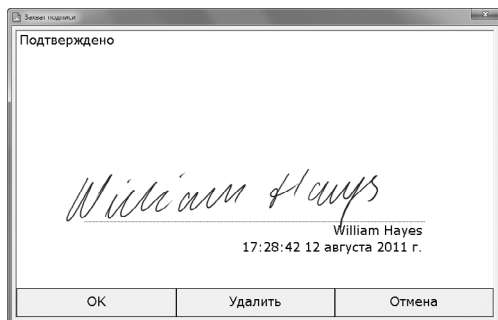 Захват подписи
Подтверждено
William Hayes
William Hayes
17:28:42 12 августа 2011 г.
OK
Удалить
Отмена